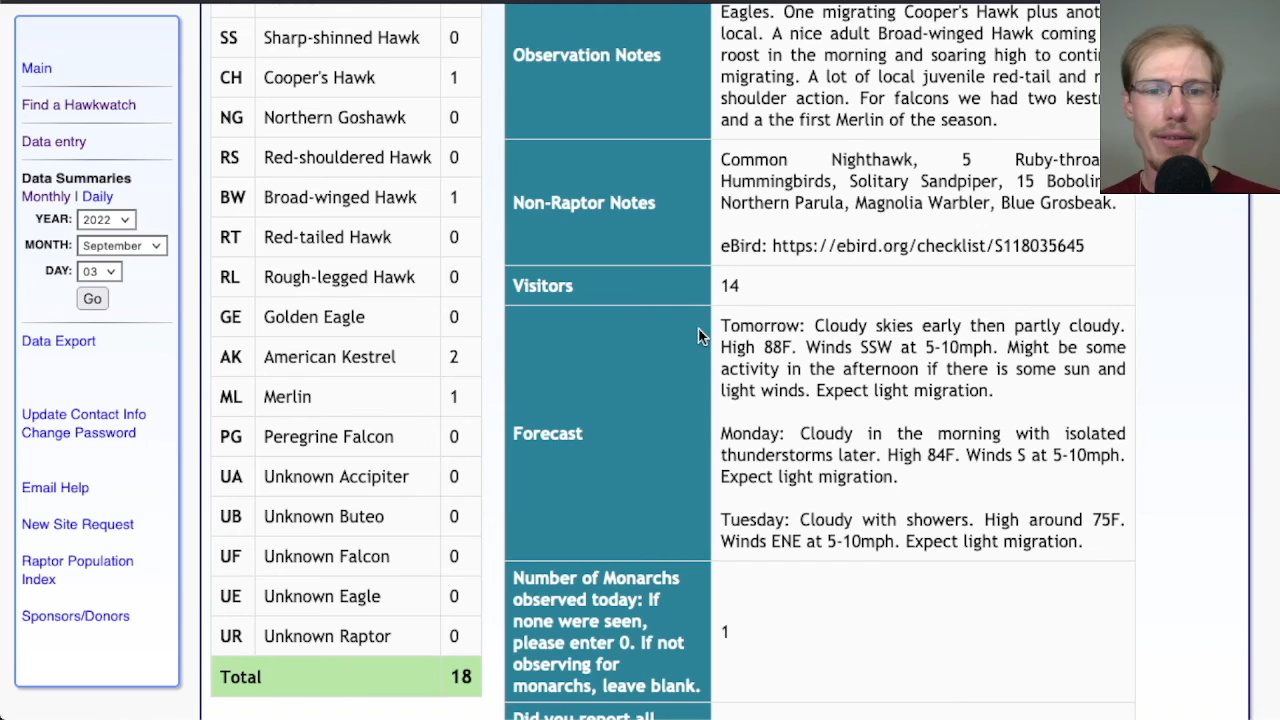 Main
Find a Hawkwatch
Data entry
Data Summaries
Monthly | Daily
YEAR: 2022
MONTH: September
DAY: 03
Go
Data Export
Update Contact Info
Change Password
Email Help
New Site Request
Raptor Population
Index
Sponsors/Donors
SS Sharp-shinned Hawk 0
CH Cooper's Hawk 1
NG Northern Goshawk 0
RS Red-shouldered Hawk 0
BW Broad-winged Hawk 1
RT Red-tailed Hawk 0
RL Rough-legged Hawk 0
GE Golden Eagle 0
AK American Kestrel 2
ML Merlin 1
PG Peregrine Falcon 0
UA Unknown Accipiter 0
UB Unknown Buteo 0
UF Unknown Falcon 0
UE Unknown Eagle 0
UR Unknown Raptor 0
Total 18
Observation Notes
Eagles. One migrating Cooper's Hawk plus
local. A nice adult Broad-winged Hawk coming
roost in the morning and soaring high to
migrating. A lot of local juvenile red-tail and
shoulder action. For falcons we had two
and a the first Merlin of the season.
Non-Raptor Notes
Common Nighthawk, 5
Hummingbirds, Solitary Sandpiper, 15
Northern Parula, Magnolia Warbler, Blue Grosbeak.
eBird: https://ebird.org/checklist/S118035645
Visitors
14
Forecast
Tomorrow: Cloudy skies early then partly cloudy.
High 88F. Winds SSW at 5-10mph. Might be some
activity in the afternoon if there is some sun and
light winds. Expect light migration.
Monday: Cloudy in the morning with isolated
thunderstorms later. High 84F. Winds S at 5-10mph.
Expect light migration.
Tuesday: Cloudy with showers. High around 75F.
Winds ENE at 5-10mph. Expect light migration.
Number of Monarchs
observed today: If
none were seen,
please enter 0. If not
observing for
monarchs, leave blank.
1
Did you report all